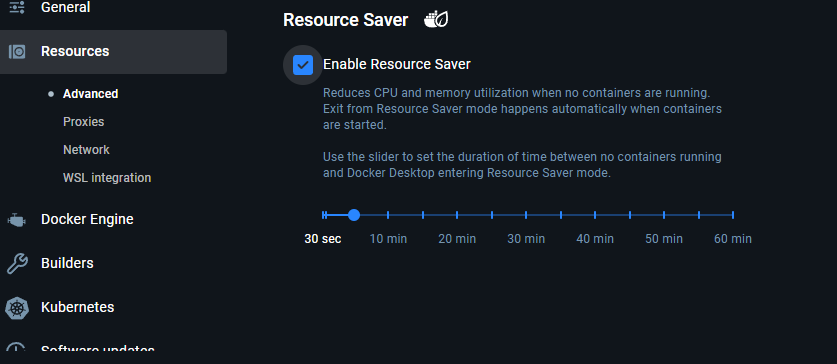 General
Resources
Advanced
Proxies
Network
WSL integration
Docker Engine
Builders
Kubernetes
Software updates
Resource Saver
Enable Resource Saver
Reduces CPU and memory utilization when no containers are running.
Exit from Resource Saver mode happens automatically when containers
are started.
Use the slider to set the duration of time between no containers running
and Docker Desktop entering Resource Saver mode.
30 sec 10 min 20 min 30 min 40 min 50 min 60 min